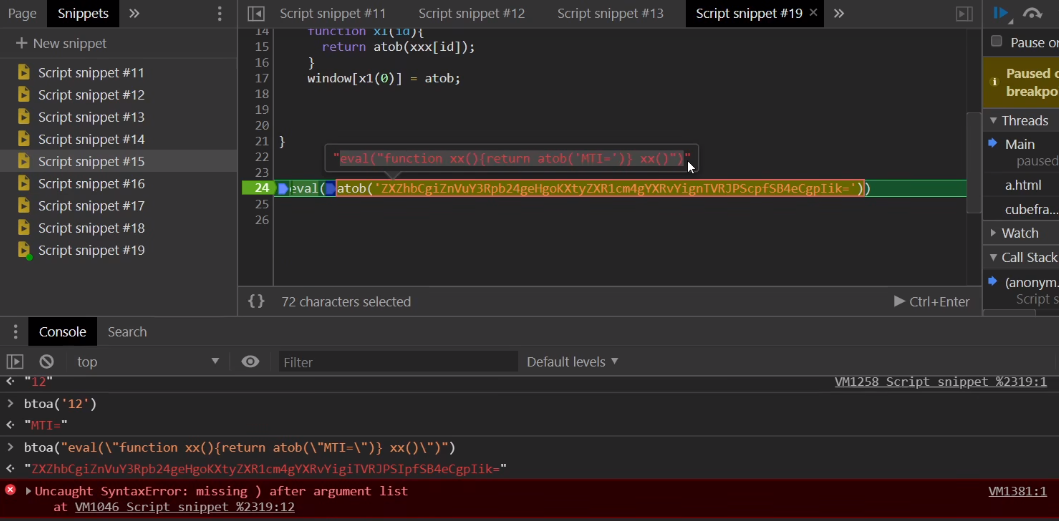 Page Snippets » Script snippet #11 Script snippet #12 Script snippet #13 Script snippet #19 × »
+ New snippet
Script snippet #11
Script snippet #12
Script snippet #13
Script snippet #14
Script snippet #15
Script snippet #16
Script snippet #17
Script snippet #18
Script snippet #19
14 function x1(id){
15 return atob(xxx[id]);
16 }
17 window[x1(0)] = atob;
18
19
20
21 }
22 "eval("function xx(){return atob('MTI=')} xx()")"
23
24 eval( atob('ZXZhbCgiZnVuY3Rpb24geHgoKXtyZXR1cm4gYXRvYignTVRJPScpfSB4eCgpIik='))
25
26
{} 72 characters selected ▶ Ctrl+Enter
Pause or
i Paused o
breakpo
▼ Threads
Main
paused
a.html
cubefra...
▶ Watch
▼ Call Stack
(anonym.
Script s
Console Search
top ▼ Filter Default levels ▼
"12" VM1258 Script snippet %2319:1
> btoa('12')
"MTI="
> btoa("eval(\"function xx(){return atob(\"MTI=\")} xx()\")")
"ZXZhbCgiZnVuY3Rpb24geHgoKXtyZXR1cm4gYXRvYigiTVRJPSIpfSB4eCgpIik="
▶Uncaught SyntaxError: missing ) after argument list VM1381:1
at VM1046 Script snippet %2319:12